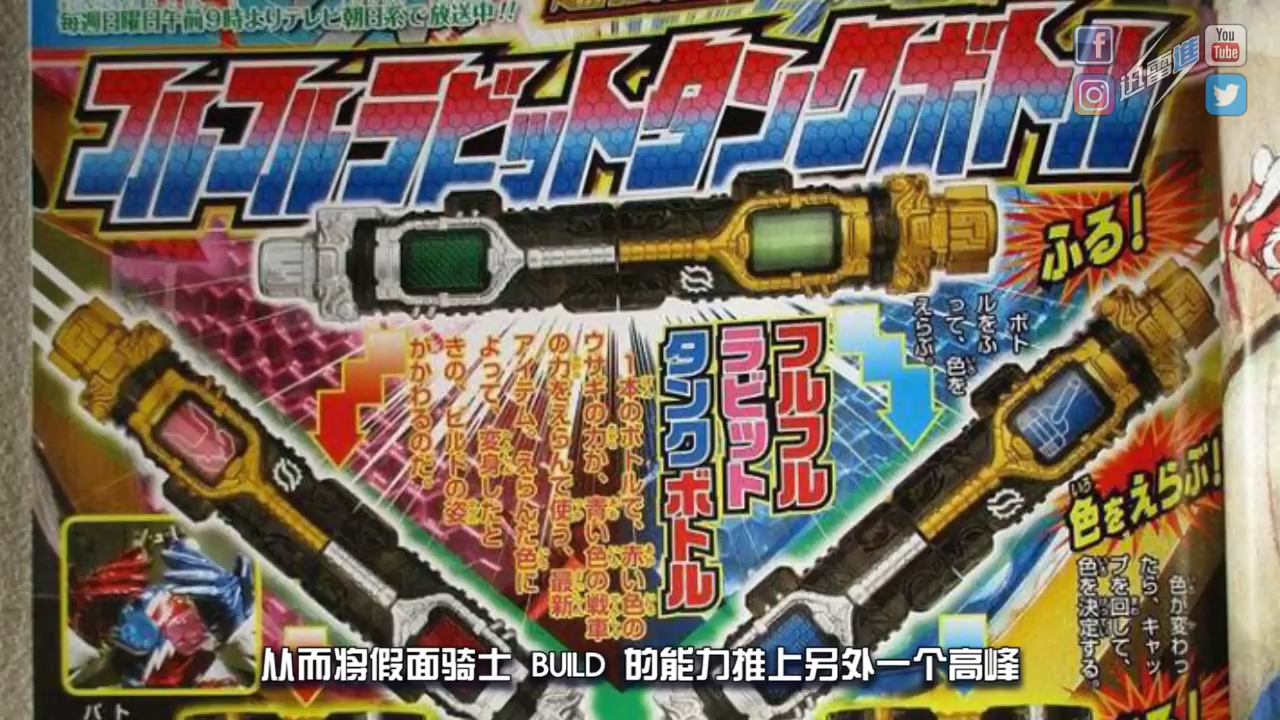 毎週日曜日午前9時よりテレビ朝日系で放送中!!
フルフルラビットタンクボトル
You
Tube
迅雷進
ふる!
ボトルをふって、色をえらぶ
フルフル
ラビット
タンクボトル
1本のボトルで、赤い色の
ウサギの力か、青い色の戦車
の力をえらんで使う、最新
アイテム。えらんだ色に
よって、変身したと
きの、ビルドの姿
がかわるのだ。
色をえらぶ!
色が変わっ
たら、キャッ
プを回して、
色を決定する。
从而将假面骑士 BUILD 的能力推上另外一个高峰